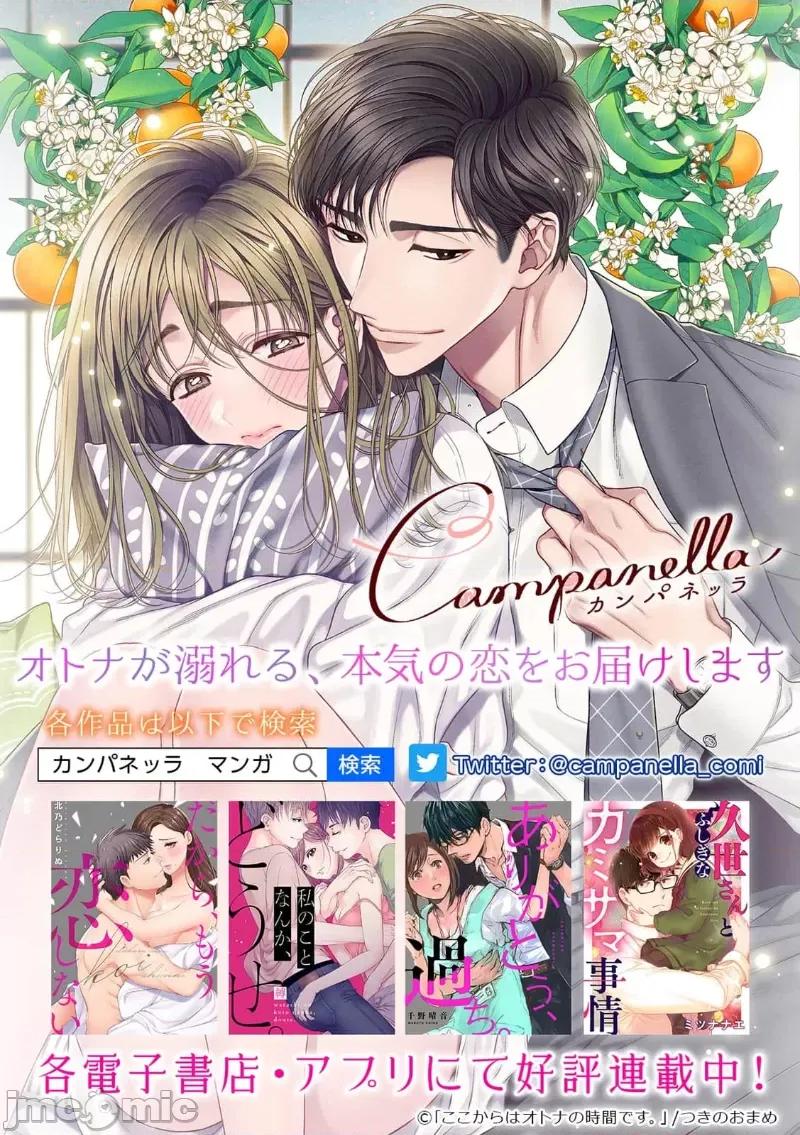 Campanella
カンパネッラ
オトナが溺れる、本気の恋をお届けします
各作品は以下で検索
カンパネッラ マンガ 検索
Twitter:@campanella_comi
北乃どらりぬ
だから、もう
恋しない
koi
どうせ。
私のこと
なんか、
ありがとう、
過ち。
千野晴音
久世さんと
ふしぎな
カミサマ
事情
ミツナナエ
各電子書店・アプリにて好評連載中!
jmcomic
©「ここからはオトナの時間です。」/つきのおまめ